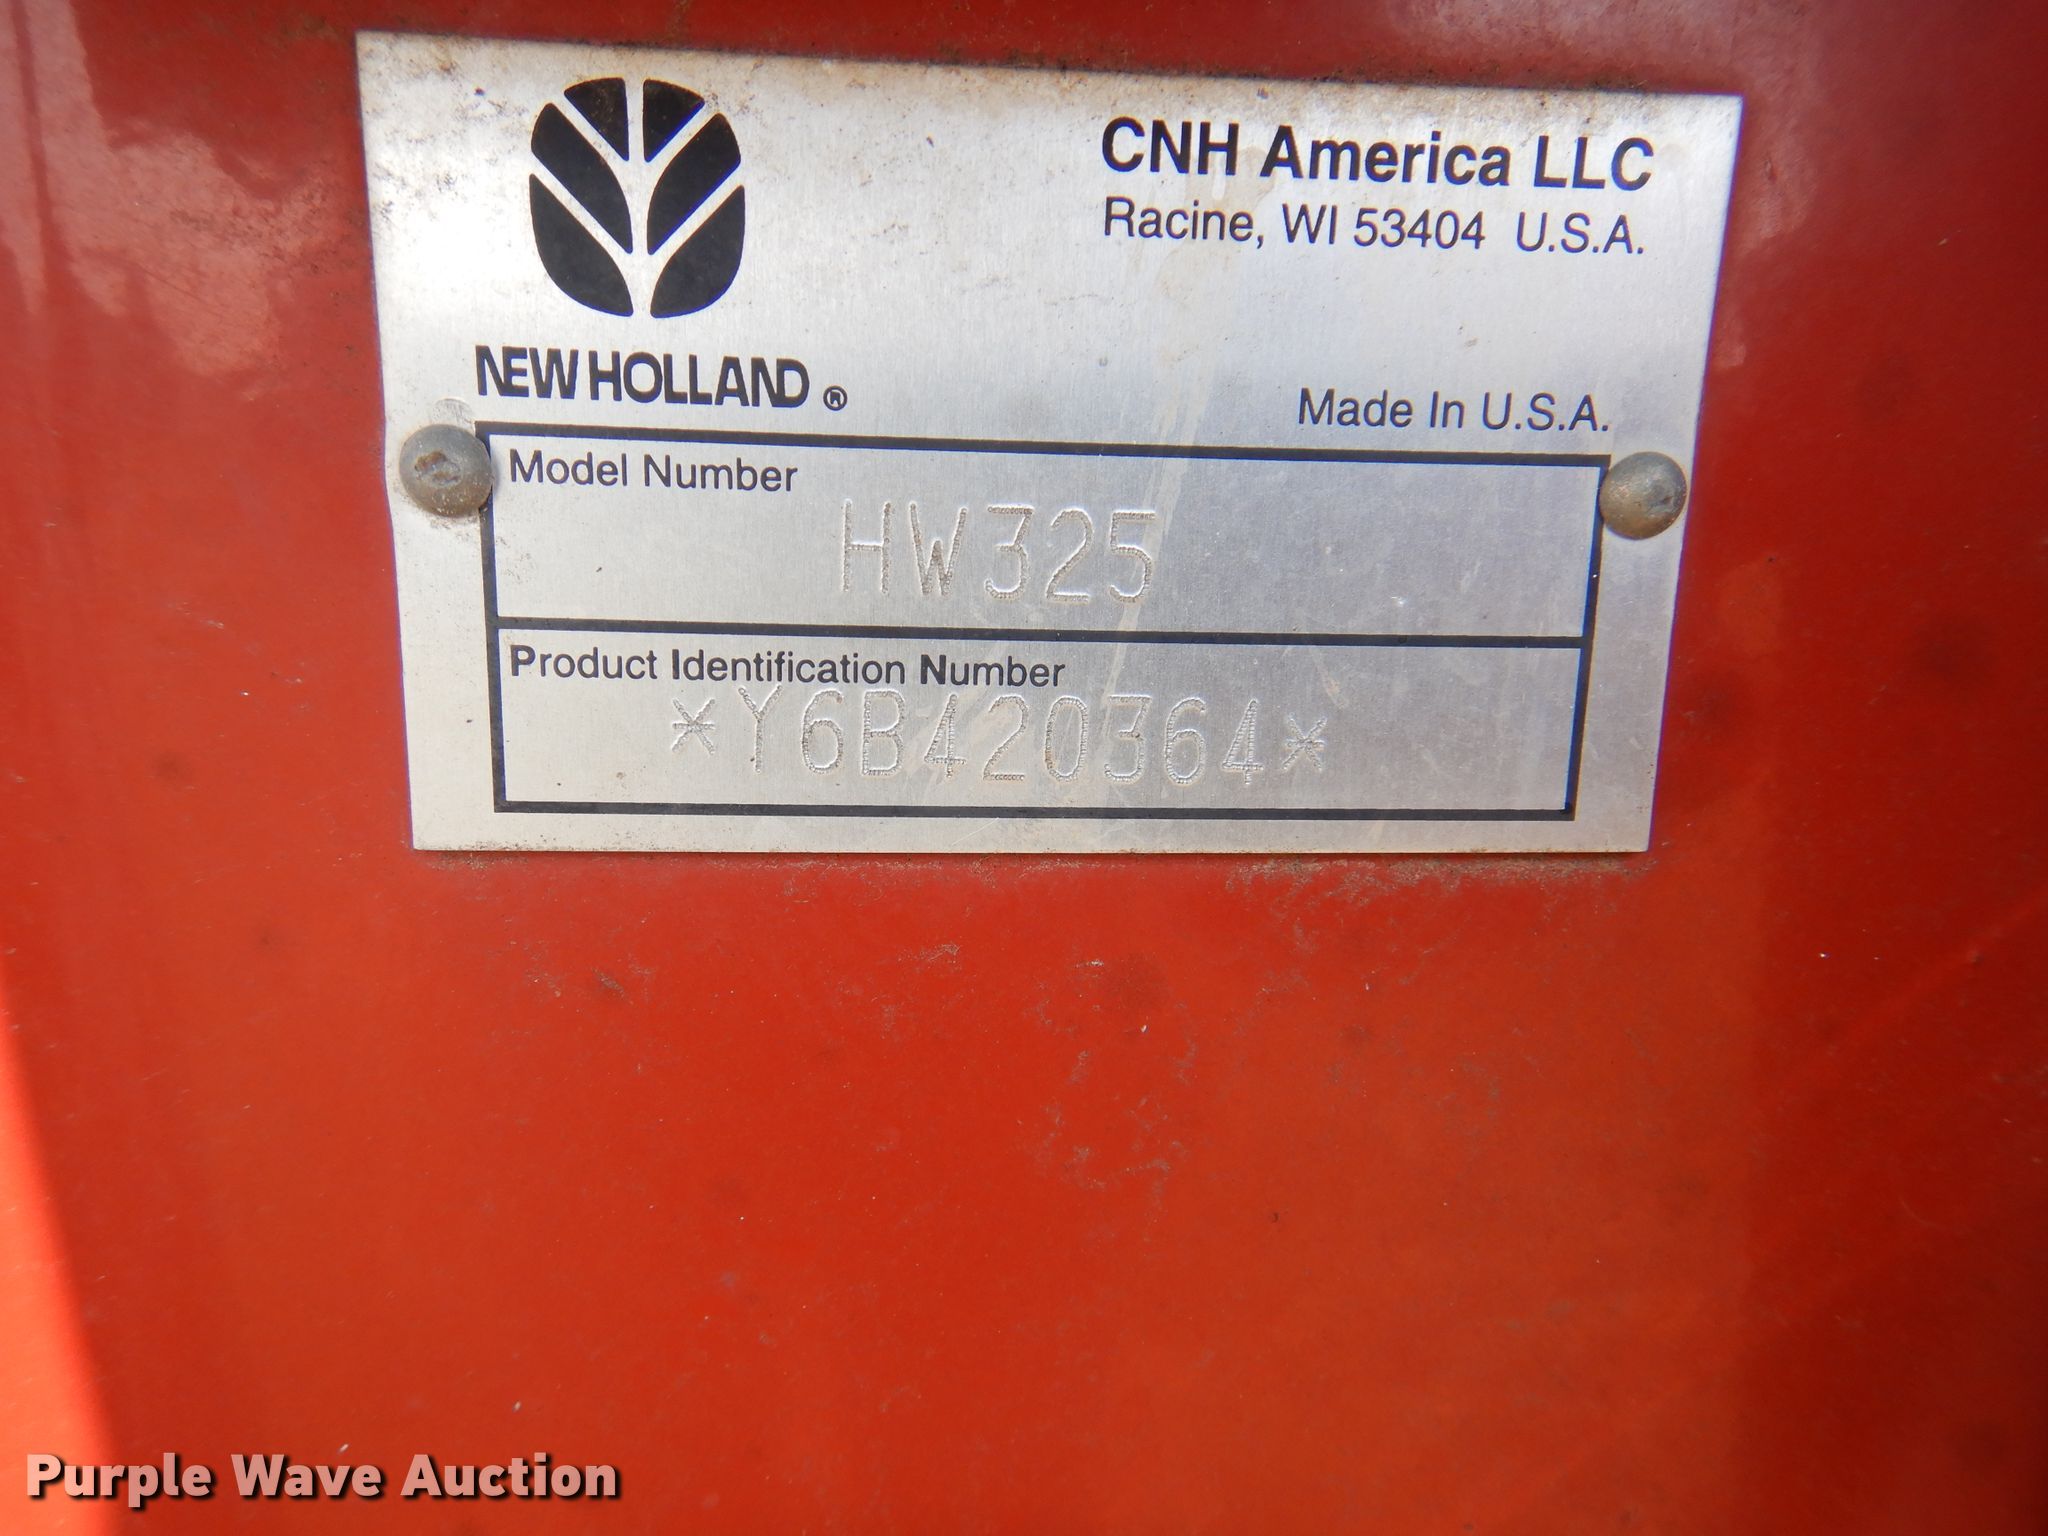 CNH America LLC
Racine, WI 53404 U.S.A.
NEW HOLLAND ®
Made In U.S.A.
Model Number
HW325
Product Identification Number
*Y6B420364*
Purple Wave Auction